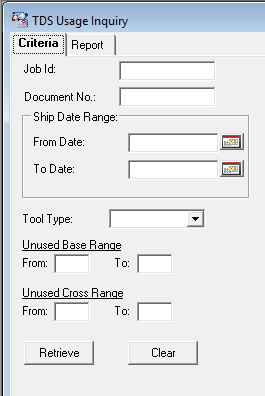 TDS Usage Inquiry
Criteria Report
Job Id:
Document No.:
Ship Date Range:
From Date:
To Date:
Tool Type:
Unused Base Range
From: To:
Unused Cross Range
From: To:
Retrieve Clear